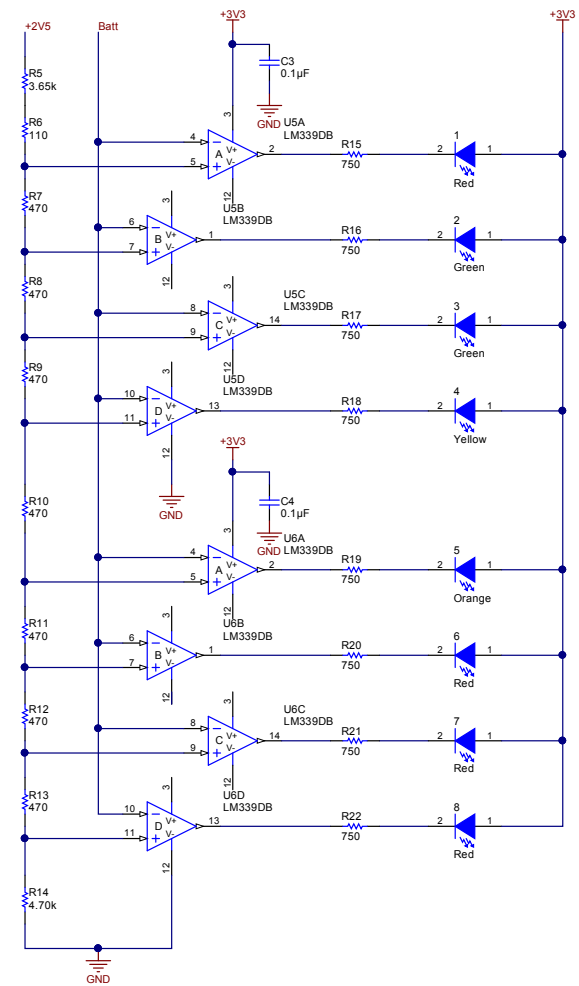 +2V5
Batt
+3V3
+3V3
C3
0.1µF
GND
R5
3.65k
R6
110
U5A
LM339DB
3
4
5
A
V+
V-
2
12
R15
750
2
1
1
Red
R7
470
U5B
LM339DB
3
6
7
B
V+
V-
1
12
R16
750
2
2
1
Green
R8
470
U5C
LM339DB
3
8
9
C
V+
V-
14
12
R17
750
2
3
1
Green
R9
470
U5D
LM339DB
3
10
11
D
V+
V-
13
12
GND
R18
750
2
4
1
Yellow
+3V3
C4
0.1µF
GND
R10
470
U6A
LM339DB
3
4
5
A
V+
V-
2
12
R19
750
2
5
1
Orange
R11
470
U6B
LM339DB
3
6
7
B
V+
V-
1
12
R20
750
2
6
1
Red
R12
470
U6C
LM339DB
3
8
9
C
V+
V-
14
12
R21
750
2
7
1
Red
R13
470
U6D
LM339DB
3
10
11
D
V+
V-
13
12
R22
750
2
8
1
Red
R14
4.70k
GND